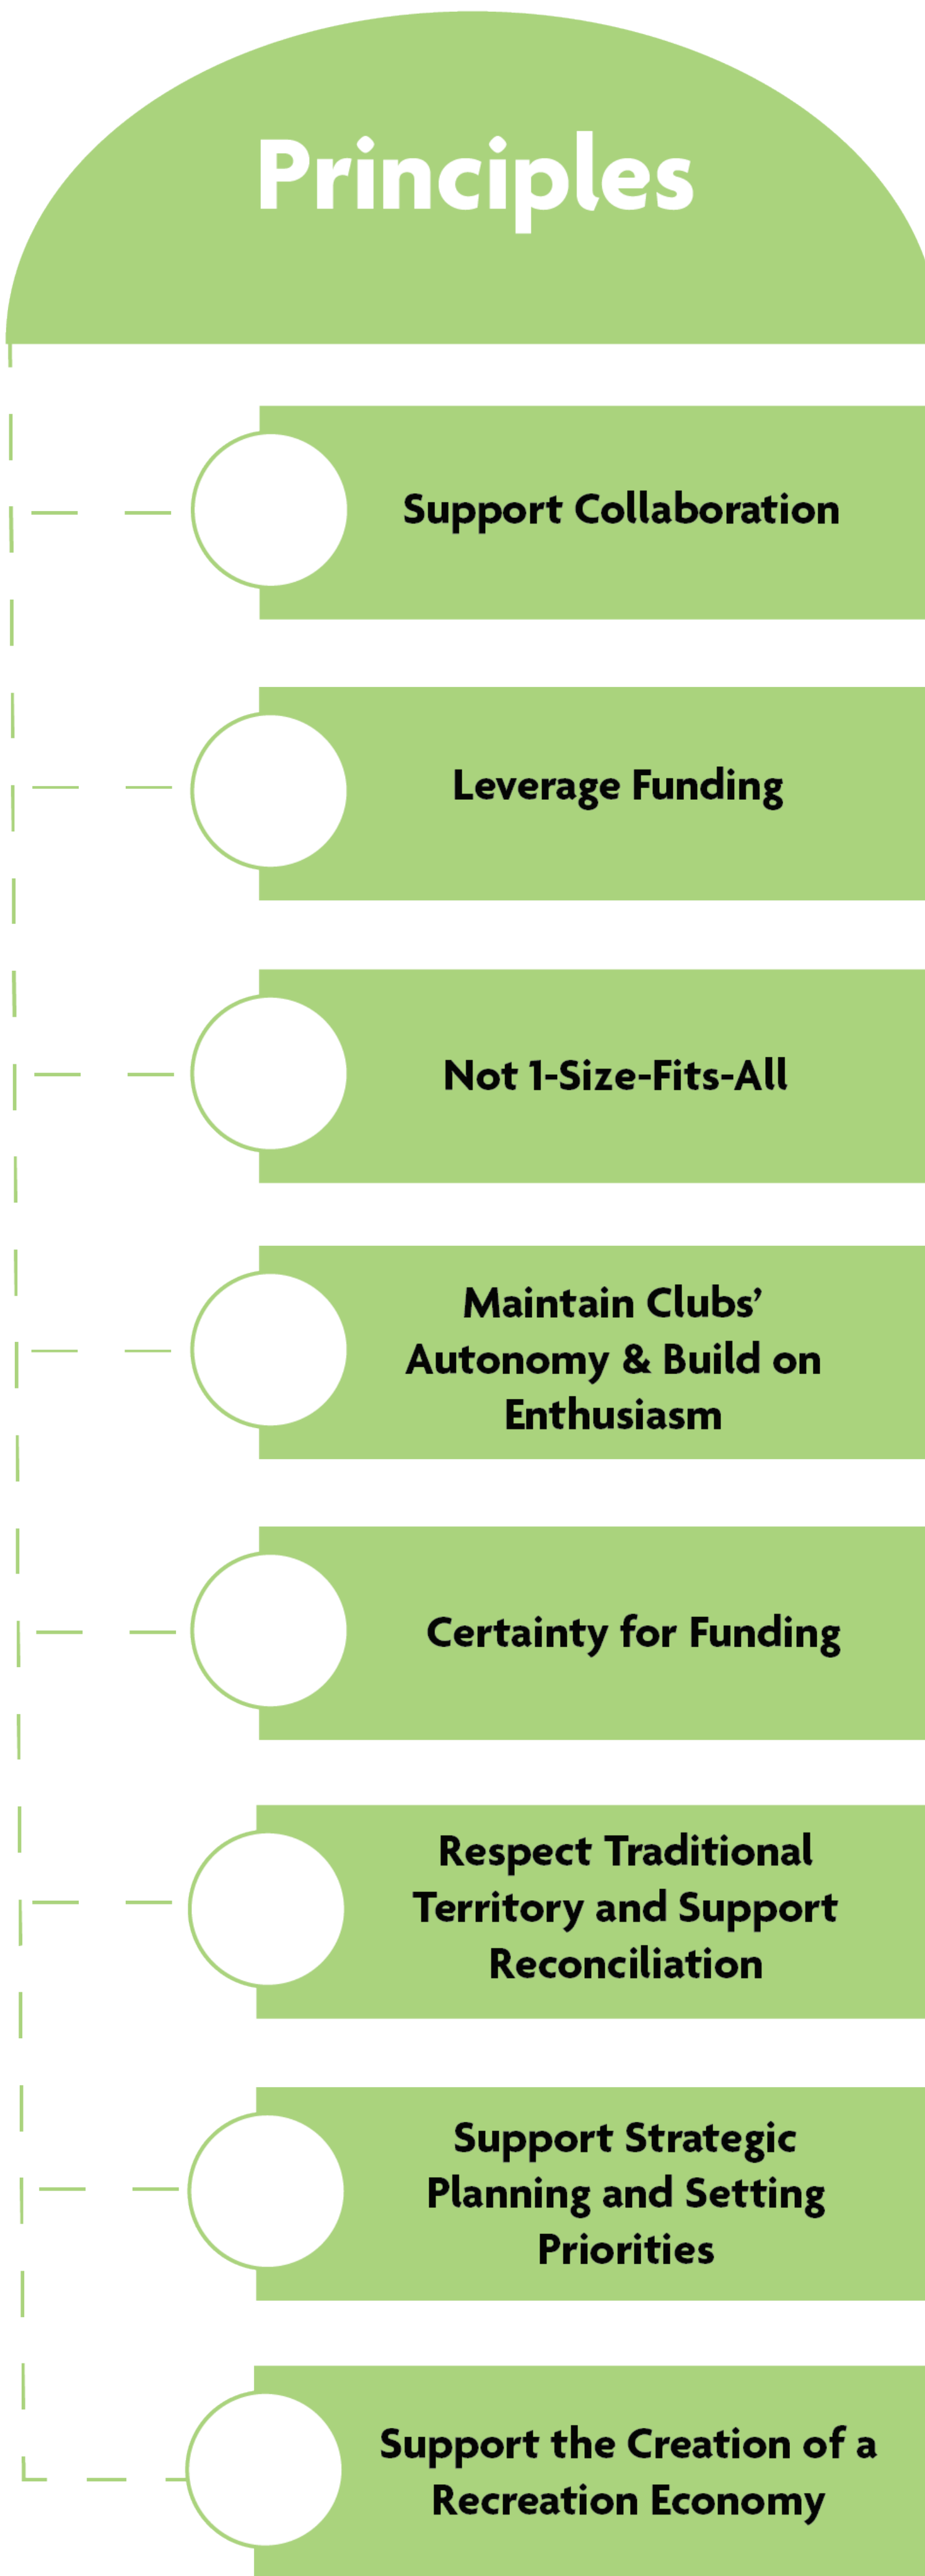 Principles
Support Collaboration
Leverage Funding
Not 1-Size-Fits-All
Maintain Clubs’
Autonomy & Build on
Enthusiasm
Certainty for Funding
Respect Traditional
Territory and Support
Reconciliation
Support Strategic
Planning and Setting
Priorities
Support the Creation of a
Recreation Economy